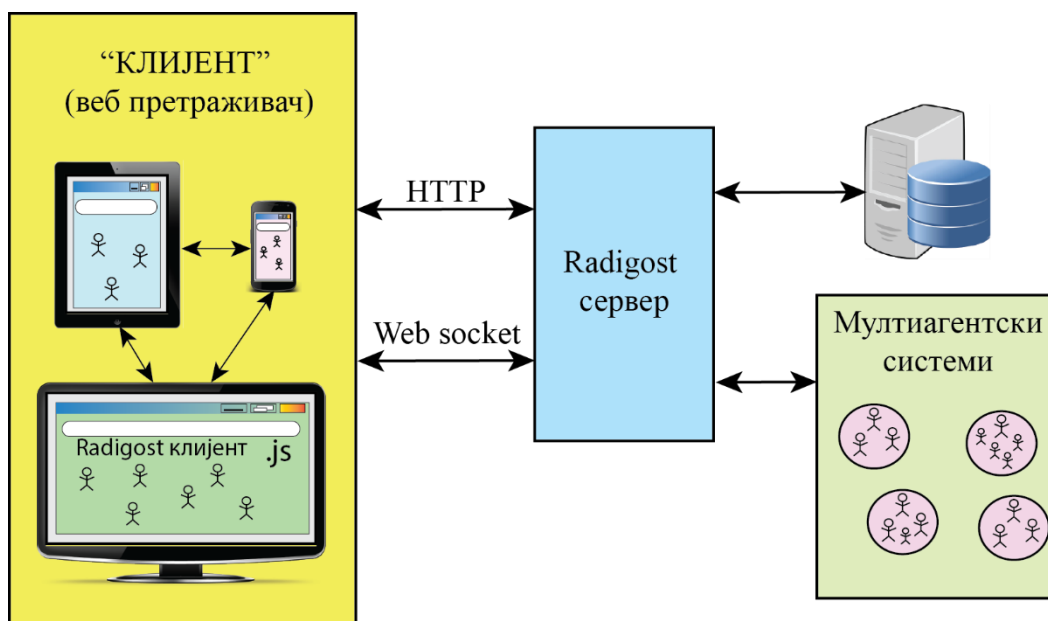 “КЛИЈЕНТ”
(веб претраживач)
Radigost клијент
.js
HTTP
Web socket
Radigost
сервер
Мултиагентски
системи